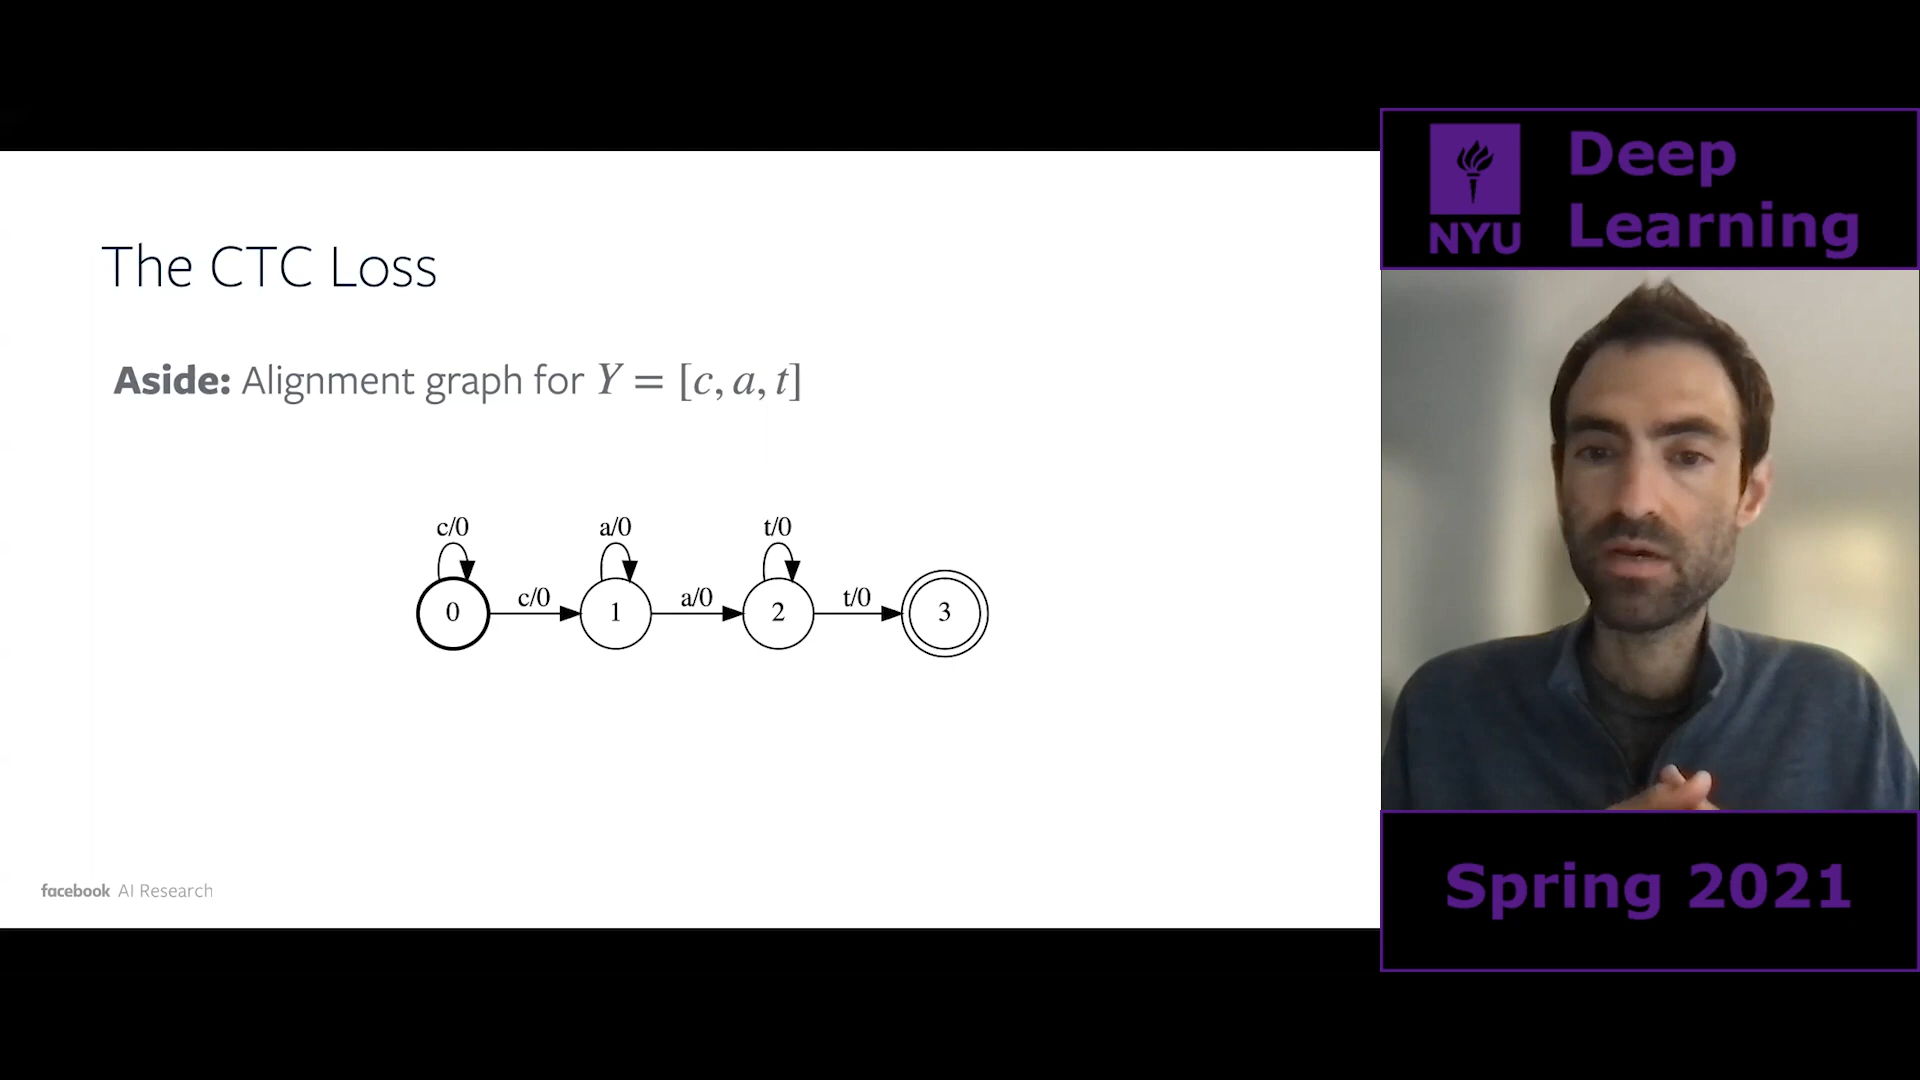 The CTC Loss
Aside: Alignment graph for Y = [c, a, t]
c/0 a/0 t/0
c/0 a/0 t/0
0 1 2 3
facebook AI Research
NYU
Deep
Learning
Spring 2021